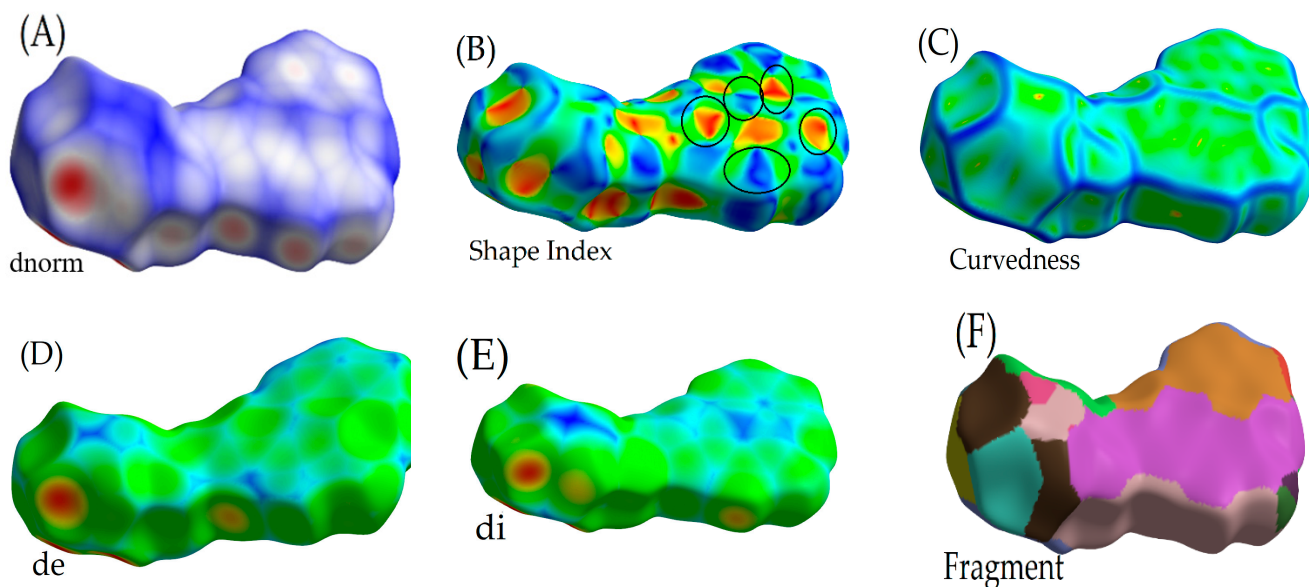 (A)
dnorm
(B)
Shape Index
(C)
Curvedness
(D)
de
(E)
di
(F)
Fragment